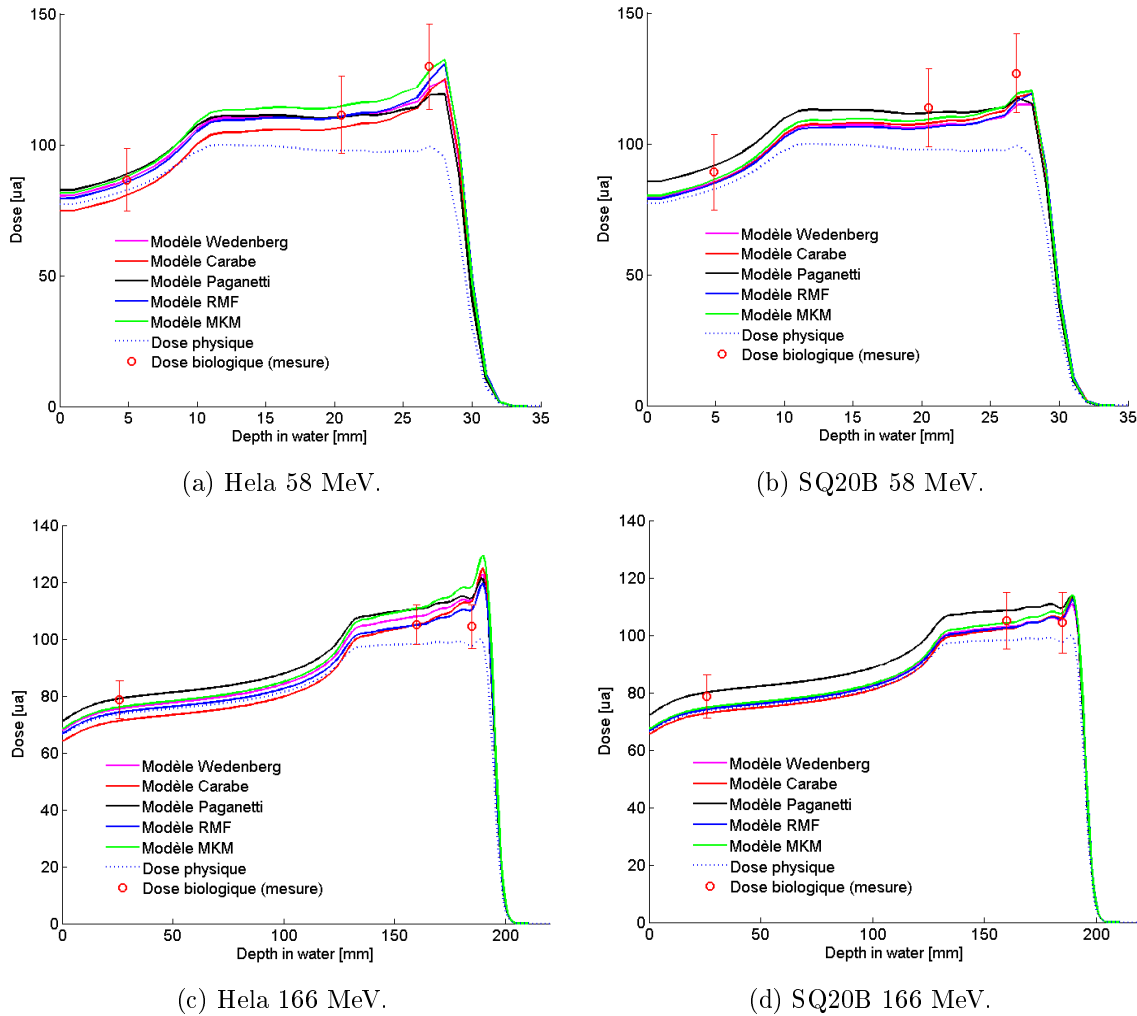 150
100
50
0
Dose [ua]
Modèle Wedenberg
Modèle Carabe
Modèle Paganetti
Modèle RMF
Modèle MKM
Dose physique
Dose biologique (mesure)
0 5 10 15 20 25 30 35
Depth in water [mm]
(a) Hela 58 MeV.
150
100
50
0
Dose [ua]
Modèle Wedenberg
Modèle Carabe
Modèle Paganetti
Modèle RMF
Modèle MKM
Dose physique
Dose biologique (mesure)
0 5 10 15 20 25 30 35
Depth in water [mm]
(b) SQ20B 58 MeV.
140
120
100
80
60
40
20
0
Dose [ua]
Modèle Wedenberg
Modèle Carabe
Modèle Paganetti
Modèle RMF
Modèle MKM
Dose physique
Dose biologique (mesure)
0 50 100 150 200
Depth in water [mm]
(c) Hela 166 MeV.
140
120
100
80
60
40
20
0
Dose [ua]
Modèle Wedenberg
Modèle Carabe
Modèle Paganetti
Modèle RMF
Modèle MKM
Dose physique
Dose biologique (mesure)
0 50 100 150 200
Depth in water [mm]
(d) SQ20B 166 MeV.